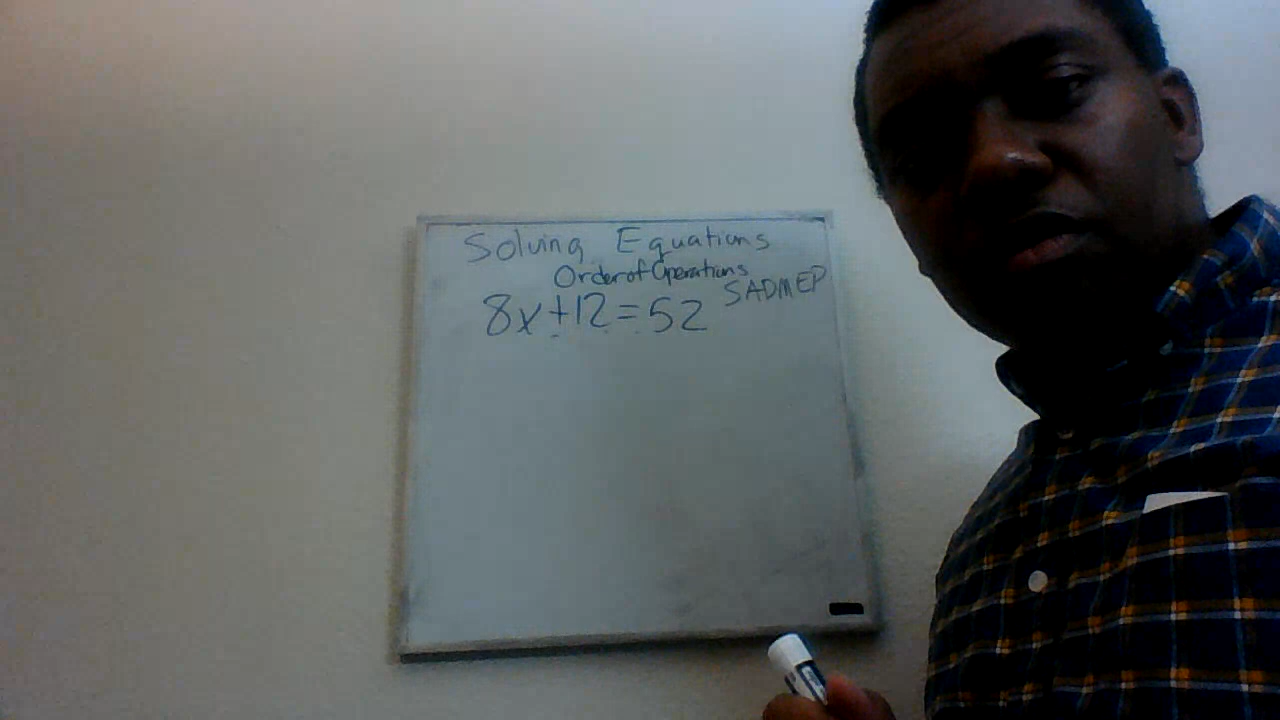 Solving Equations
Order of Operations
SADMEP
8x+12=52